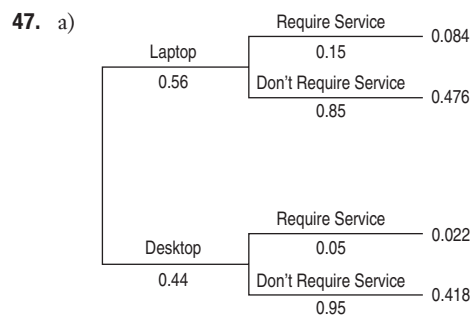 47. a)
Require Service
0.084
Laptop
0.15
0.56
Don't Require Service
0.476
0.85
Require Service
0.022
Desktop
0.05
0.44
Don't Require Service
0.418
0.95